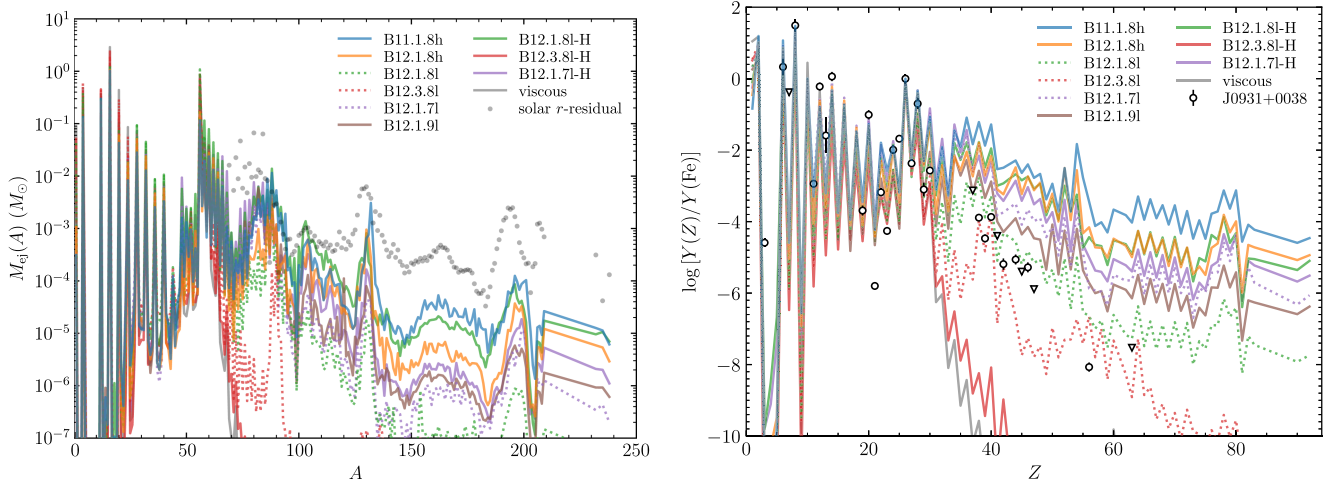 10¹
10⁰
10⁻¹
10⁻²
10⁻³
10⁻⁴
10⁻⁵
10⁻⁶
10⁻⁷
M_ej(A) (M_⊙)
0
50
100
150
200
250
A
B11.1.8h
B12.1.8h
B12.1.8l
B12.3.8l
B12.1.7l
B12.1.9l
B12.1.8l-H
B12.3.8l-H
B12.1.7l-H
viscous
solar r-residual
2
0
−2
−4
−6
−8
−10
log [Y(Z)/Y(Fe)]
0
20
40
60
80
Z
B11.1.8h
B12.1.8h
B12.1.8l
B12.3.8l
B12.1.7l
B12.1.9l
B12.1.8l-H
B12.3.8l-H
B12.1.7l-H
viscous
J0931+0038